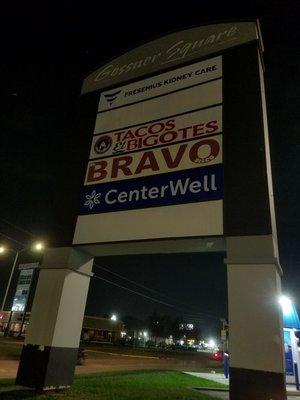 Gessner Square
FRESENIUS KIDNEY CARE
TACOS
BIGOTES
BRAVO
CenterWell